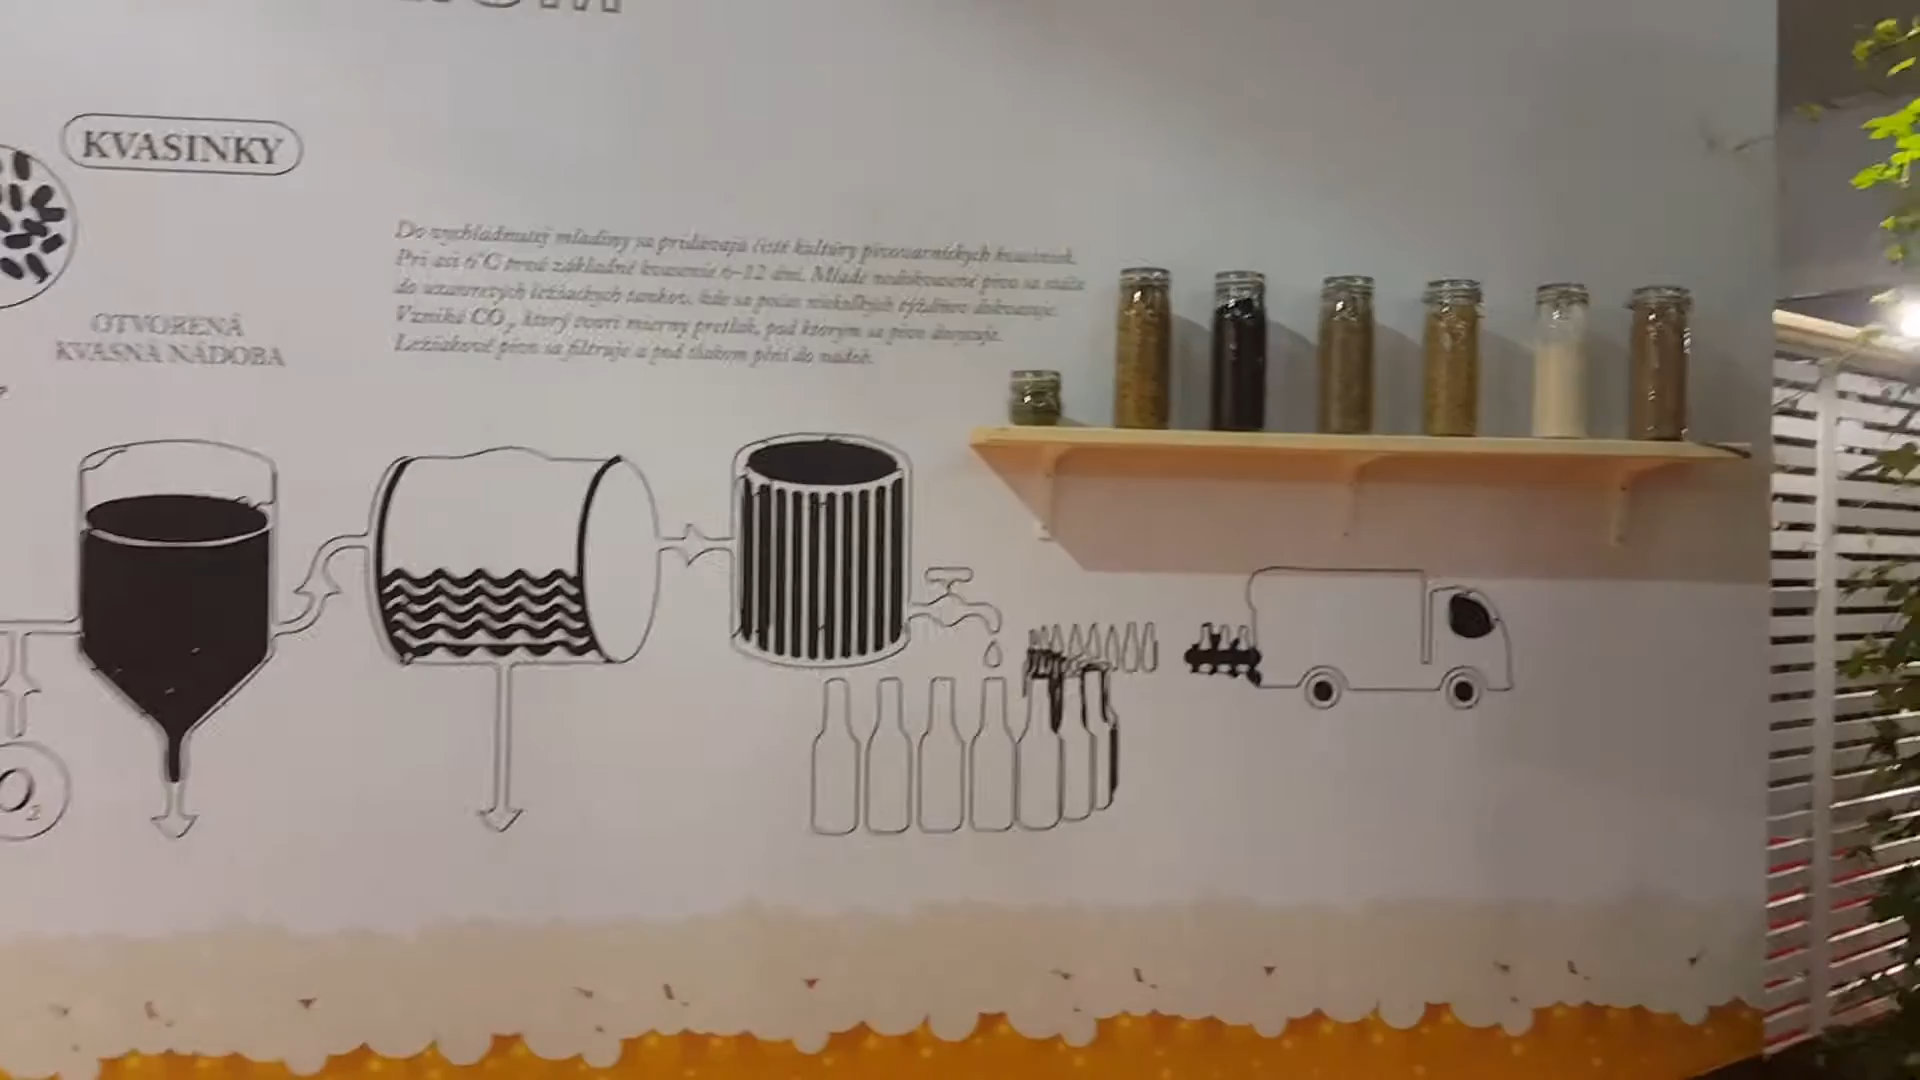 KVASINKY
Do vychladnutej mladiny sa pridávajú čisté kultúry pivovarníckych kvasiniek.
Pri asi 6°C trvá základné kvasenie 6-12 dní. Mladé nedokvasené pivo sa
do uzavretých ležiackych tankov, kde sa počas niekoľkých týždňov dokvasuje.
Vzniká CO2, ktorý tvorí mierny pretlak, pod ktorým sa pivo
Ležiakové pivo sa filtruje a pod tlakom plní do nádob.
OTVORENÁ
KVASNÁ NÁDOBA
O2